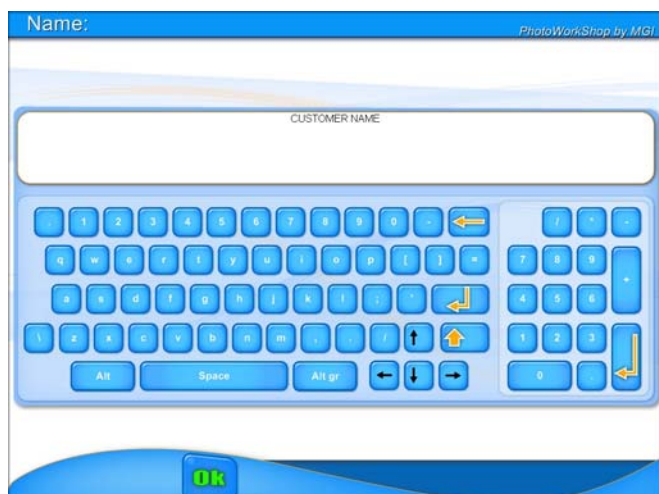 Name:
PhotoWorkShop by MGI
CUSTOMER NAME
. 1 2 3 4 5 6 7 8 9 0 - / * -
q w e r t y u i o p [ ] = 7 8 9 +
a s d f g h j k l ; ' 4 5 6
\ z x c v b n m , . / 1 2 3
Alt Space Alt gr 0 .
Ok